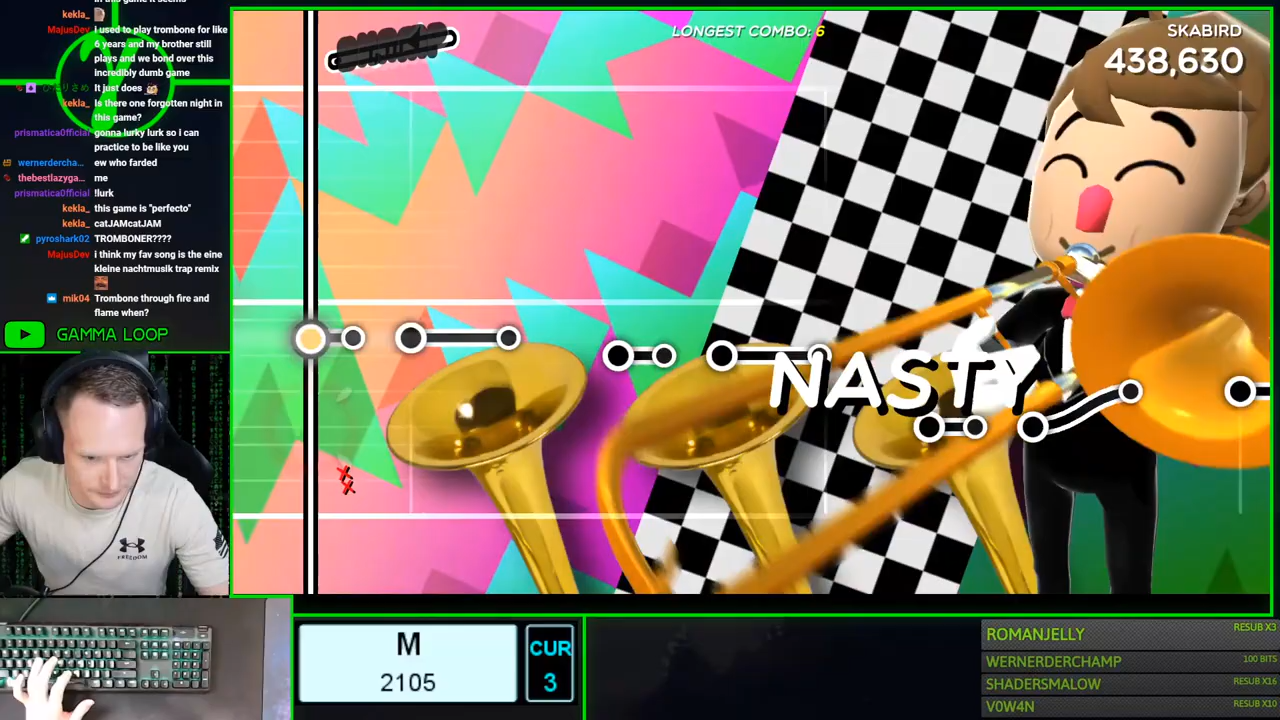 in this game it seems
kekla_
MajusDev I used to play trombone for like
6 years and my brother still
plays and we bond over this
incredibly dumb game
It just does
kekla_ Is there one forgotten night in
this game?
prismatica0fficial gonna lurky lurk so i can
practice to be like you
wernerdercha... ew who farded
thebestlazyga... me
prismatica0fficial !lurk
kekla_ this game is "perfecto"
kekla_ catJAMcatJAM
pyroshark02 TROMBONER????
MajusDev i think my fav song is the eine
kleine nachtmusik trap remix
mik04 Trombone through fire and
flame when?
GAMMA LOOP
LONGEST COMBO: 6
SKABIRD
438,630
NASTY
FREEDOM
M
2105
CUR
3
ROMANJELLY RESUB X3
WERNERDERCHAMP 100 BITS
SHADERSMALOW RESUB X16
V0W4N RESUB X10